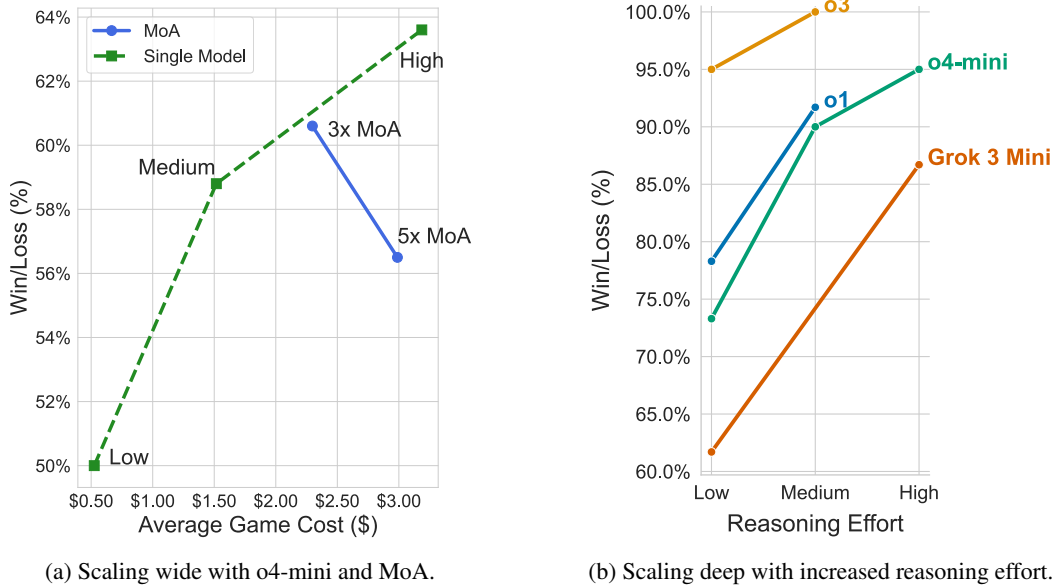 64%
62%
60%
58%
56%
54%
52%
50%
Win/Loss (%)
MoA
Single Model
High
3x MoA
Medium
5x MoA
Low
$0.50 $1.00 $1.50 $2.00 $2.50 $3.00
Average Game Cost ($)
(a) Scaling wide with o4-mini and MoA.
100.0%
95.0%
90.0%
85.0%
80.0%
75.0%
70.0%
65.0%
60.0%
Win/Loss (%)
o3
o4-mini
o1
Grok 3 Mini
Low Medium High
Reasoning Effort
(b) Scaling deep with increased reasoning effort.